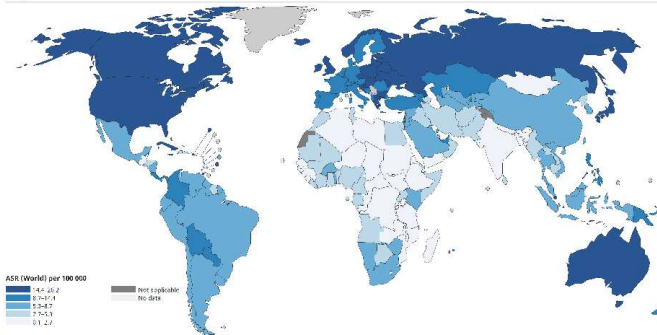 ASR (World) per 100 000
14.4–26.2
8.7–14.4
5.3–8.7
2.7–5.3
0.1–2.7
Not applicable
No data